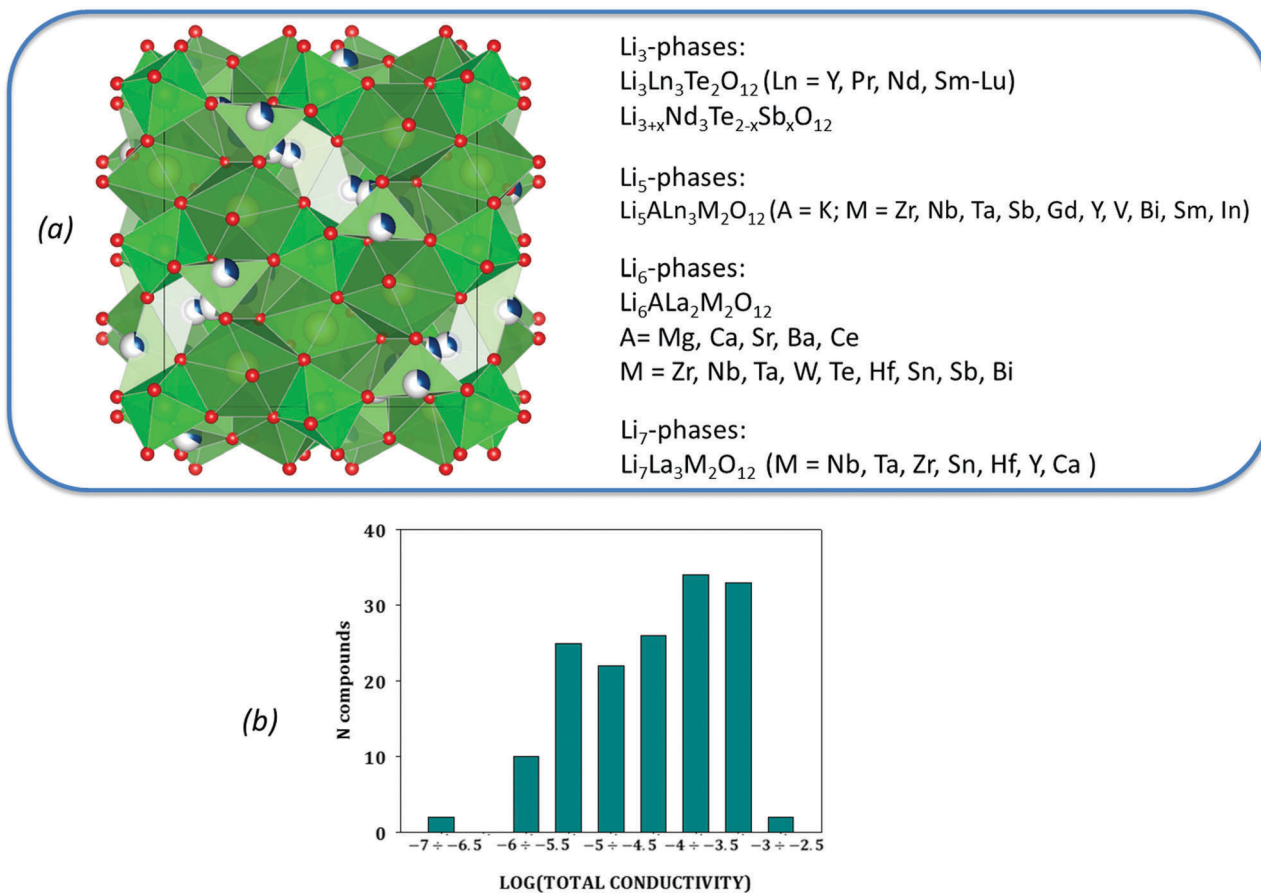 (a)
Li₃-phases:
Li₃Ln₃Te₂O₁₂ (Ln = Y, Pr, Nd, Sm-Lu)
Li₃₊ₓNd₃Te₂₋ₓSbₓO₁₂
Li₅-phases:
Li₅ALn₃M₂O₁₂ (A = K; M = Zr, Nb, Ta, Sb, Gd, Y, V, Bi, Sm, In)
Li₆-phases:
Li₆ALa₂M₂O₁₂
A= Mg, Ca, Sr, Ba, Ce
M = Zr, Nb, Ta, W, Te, Hf, Sn, Sb, Bi
Li₇-phases:
Li₇La₃M₂O₁₂ (M = Nb, Ta, Zr, Sn, Hf, Y, Ca )
(b)
N compounds
40
30
20
10
0
−7 ÷ −6.5 −6 ÷ −5.5 −5 ÷ −4.5 −4 ÷ −3.5 −3 ÷ −2.5
LOG(TOTAL CONDUCTIVITY)